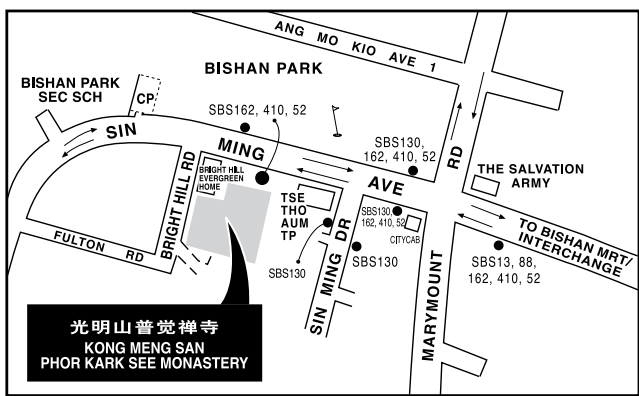 ANG MO KIO AVE 1
BISHAN PARK
BISHAN PARK
SEC SCH
CP
SBS162, 410, 52
SIN MING AVE
SBS130,
162, 410, 52
RD
THE SALVATION
ARMY
BRIGHT HILL RD
BRIGHT HILL
EVERGREEN
HOME
TSE
THO
AUM
TP
SBS130,
162, 410, 52
CITYCAB
TO BISHAN MRT/
INTERCHANGE
FULTON RD
SBS130
SIN MING DR
SBS130
MARYMOUNT
SBS13, 88,
162, 410, 52
光明山普觉禅寺
KONG MENG SAN
PHOR KARK SEE MONASTERY